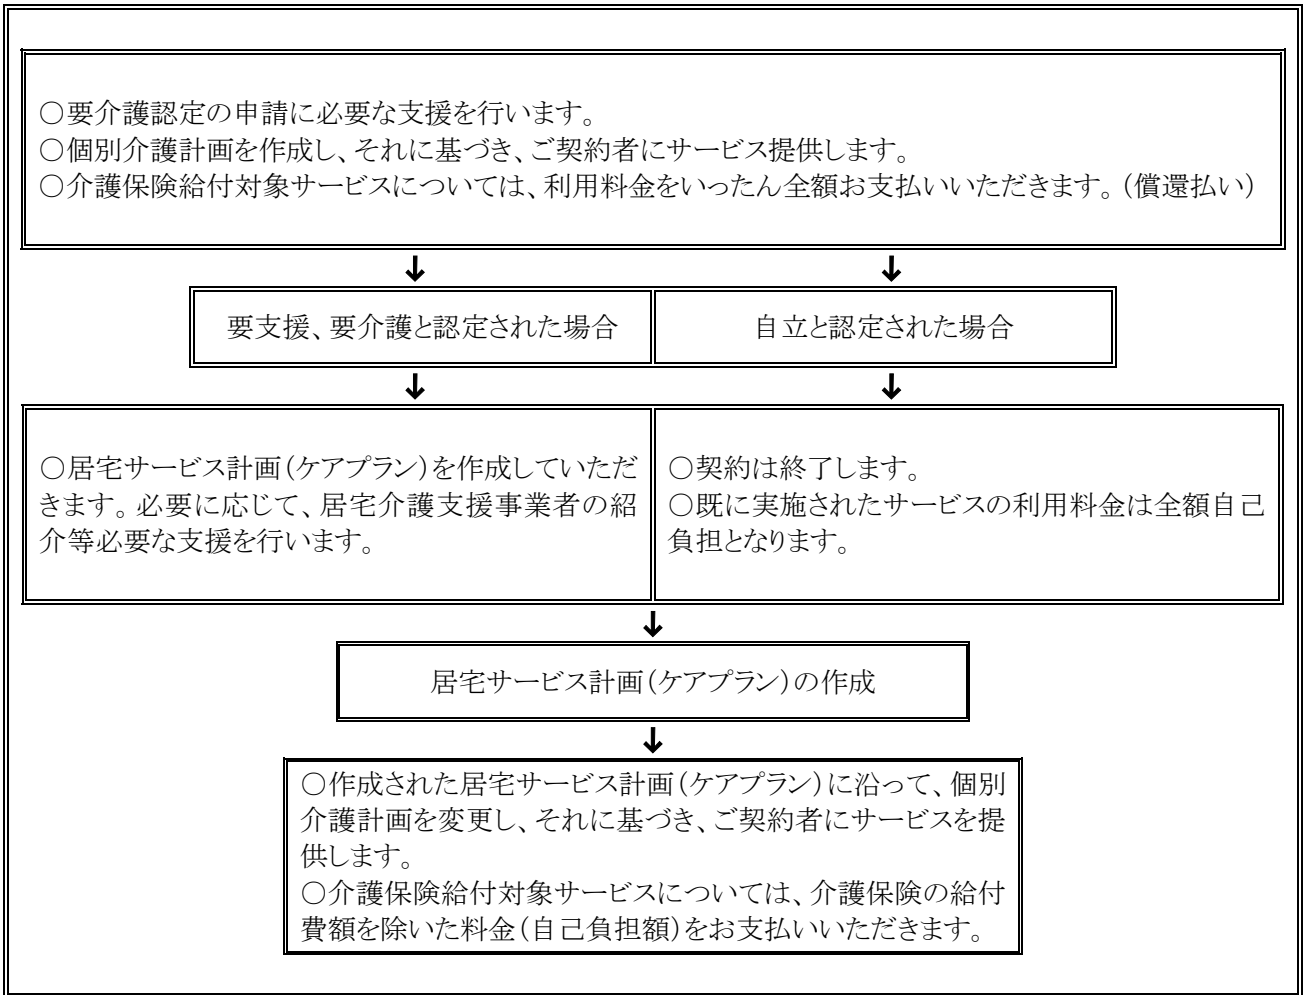 ○要介護認定の申請に必要な支援を行います。
○個別介護計画を作成し、それに基づき、ご契約者にサービス提供します。
○介護保険給付対象サービスについては、利用料金をいったん全額お支払いいただきます。（償還払い）
↓ ↓
要支援、要介護と認定された場合
自立と認定された場合
↓ ↓
○居宅サービス計画（ケアプラン）を作成していただ
きます。必要に応じて、居宅介護支援事業者の紹
介等必要な支援を行います。
○契約は終了します。
○既に実施されたサービスの利用料金は全額自己
負担となります。
↓
居宅サービス計画（ケアプラン）の作成
↓
○作成された居宅サービス計画（ケアプラン）に沿って、個別
介護計画を変更し、それに基づき、ご契約者にサービスを提
供します。
○介護保険給付対象サービスについては、介護保険の給付
費額を除いた料金（自己負担額）をお支払いいただきます。